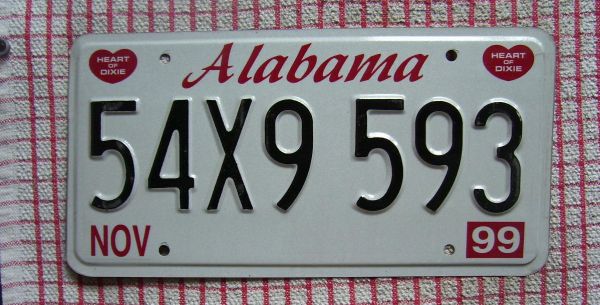 HEART OF DIXIE
Alabama
HEART OF DIXIE
54X9 593
NOV
99